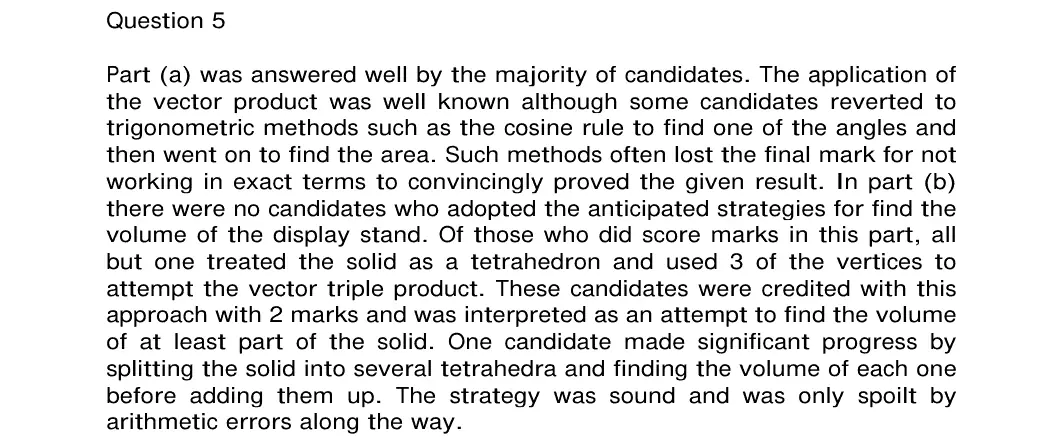 Question 5
Part (a) was answered well by the majority of candidates. The application of
the vector product was well known although some candidates reverted to
trigonometric methods such as the cosine rule to find one of the angles and
then went on to find the area. Such methods often lost the final mark for not
working in exact terms to convincingly proved the given result. In part (b)
there were no candidates who adopted the anticipated strategies for find the
volume of the display stand. Of those who did score marks in this part, all
but one treated the solid as a tetrahedron and used 3 of the vertices to
attempt the vector triple product. These candidates were credited with this
approach with 2 marks and was interpreted as an attempt to find the volume
of at least part of the solid. One candidate made significant progress by
splitting the solid into several tetrahedra and finding the volume of each one
before adding them up. The strategy was sound and was only spoilt by
arithmetic errors along the way.